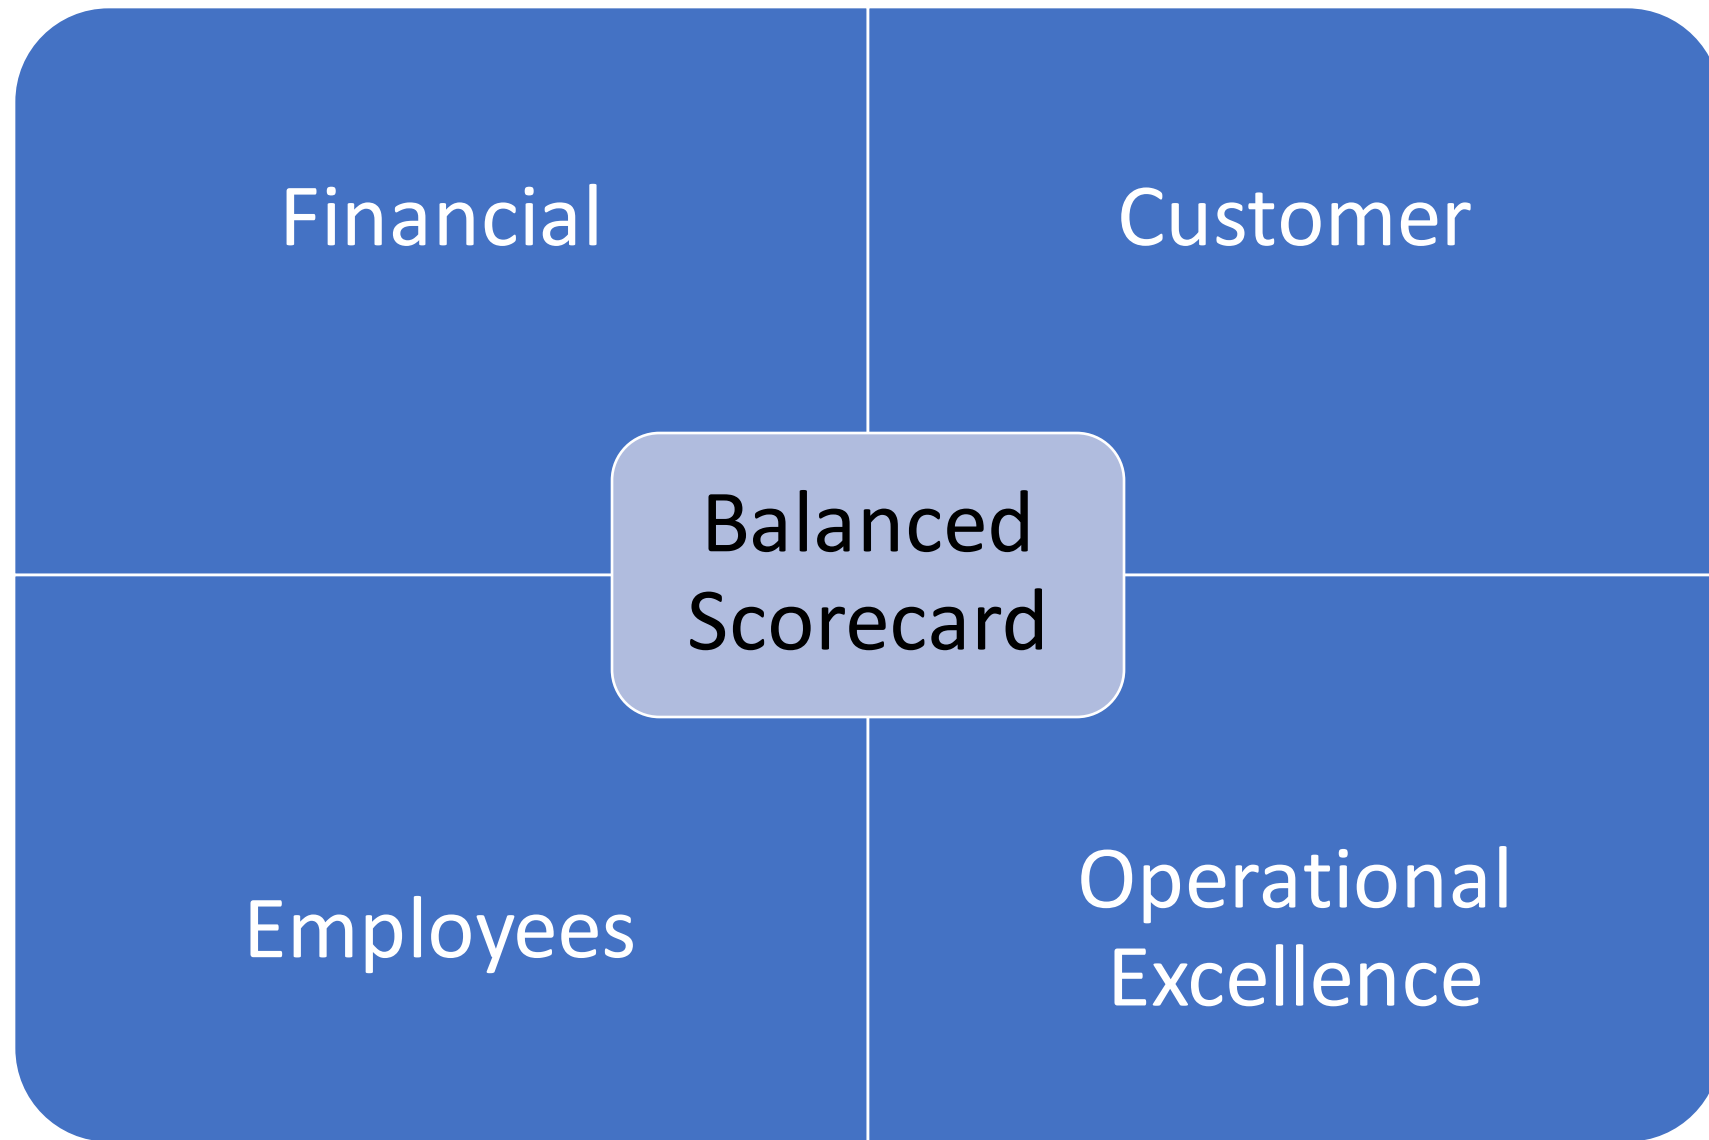 Financial
Customer
Balanced
Scorecard
Employees
Operational
Excellence